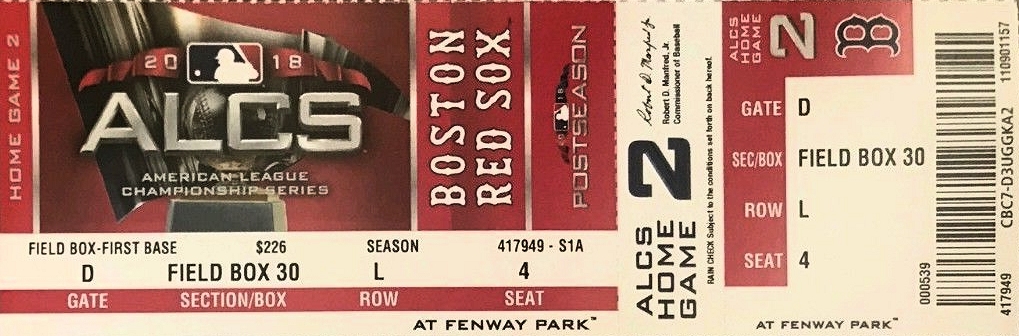 HOME GAME 2
20 18
ALCS
AMERICAN LEAGUE
CHAMPIONSHIP SERIES
BOSTON
RED SOX
POSTSEASON
FIELD BOX-FIRST BASE $226 SEASON 417949 - S1A
D FIELD BOX 30 L 4
GATE SECTION/BOX ROW SEAT
AT FENWAY PARK™
Robert D. Manfred, Jr.
Commissioner of Baseball
ALCS
HOME
GAME
2
RAIN CHECK Subject to the conditions set forth on back hereof.
ALCS
HOME
GAME
2
B
GATE D
SEC/BOX FIELD BOX 30
ROW L
SEAT 4
AT FENWAY PARK™
000539
417949 CBC7-D3UGGKA2 110901157